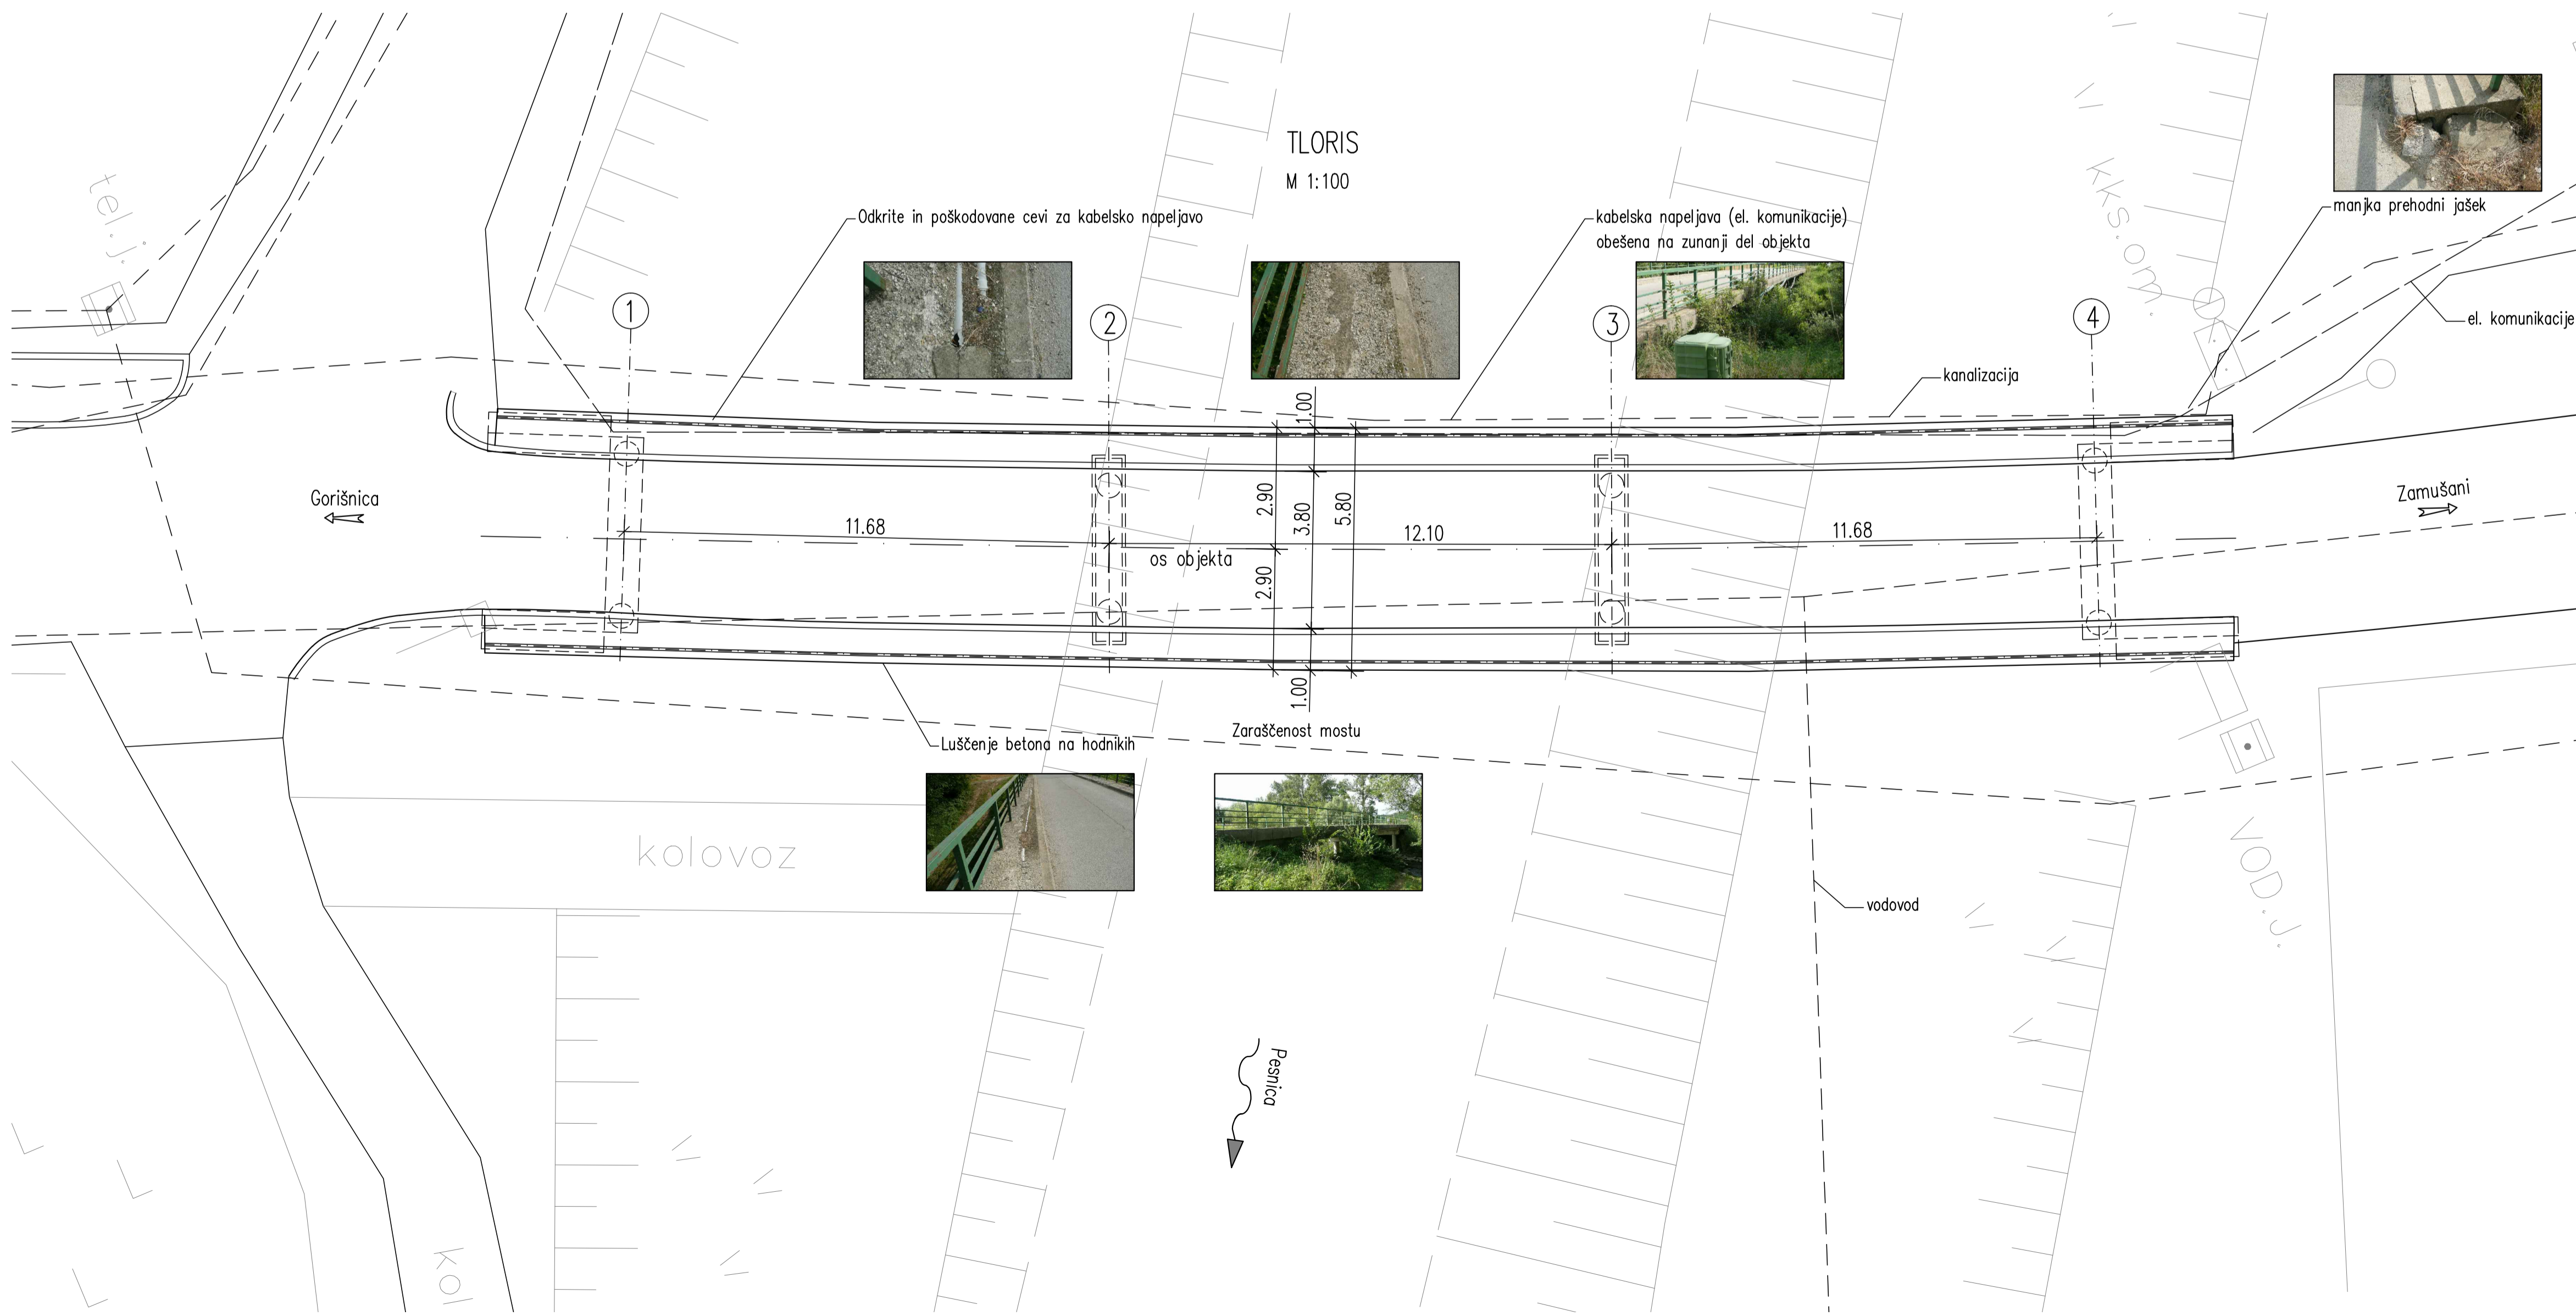 TLORIS
M 1:100
Odkrite in poškodovane cevi za kabelsko napeljavo
kabelska napeljava (el. komunikacije)
obešena na zunanji del objekta
manjka prehodni jašek
el. komunikacije
kanalizacija
tel.j.
kks.om.
1
2
3
4
1.00
Gorišnica
Zamušani
2.90
3.80
5.80
11.68
12.10
11.68
os objekta
2.90
1.00
Luščenje betona na hodnikih
Zaraščenost mostu
kolovoz
vodovod
VOD.J.
Pesnica
kol